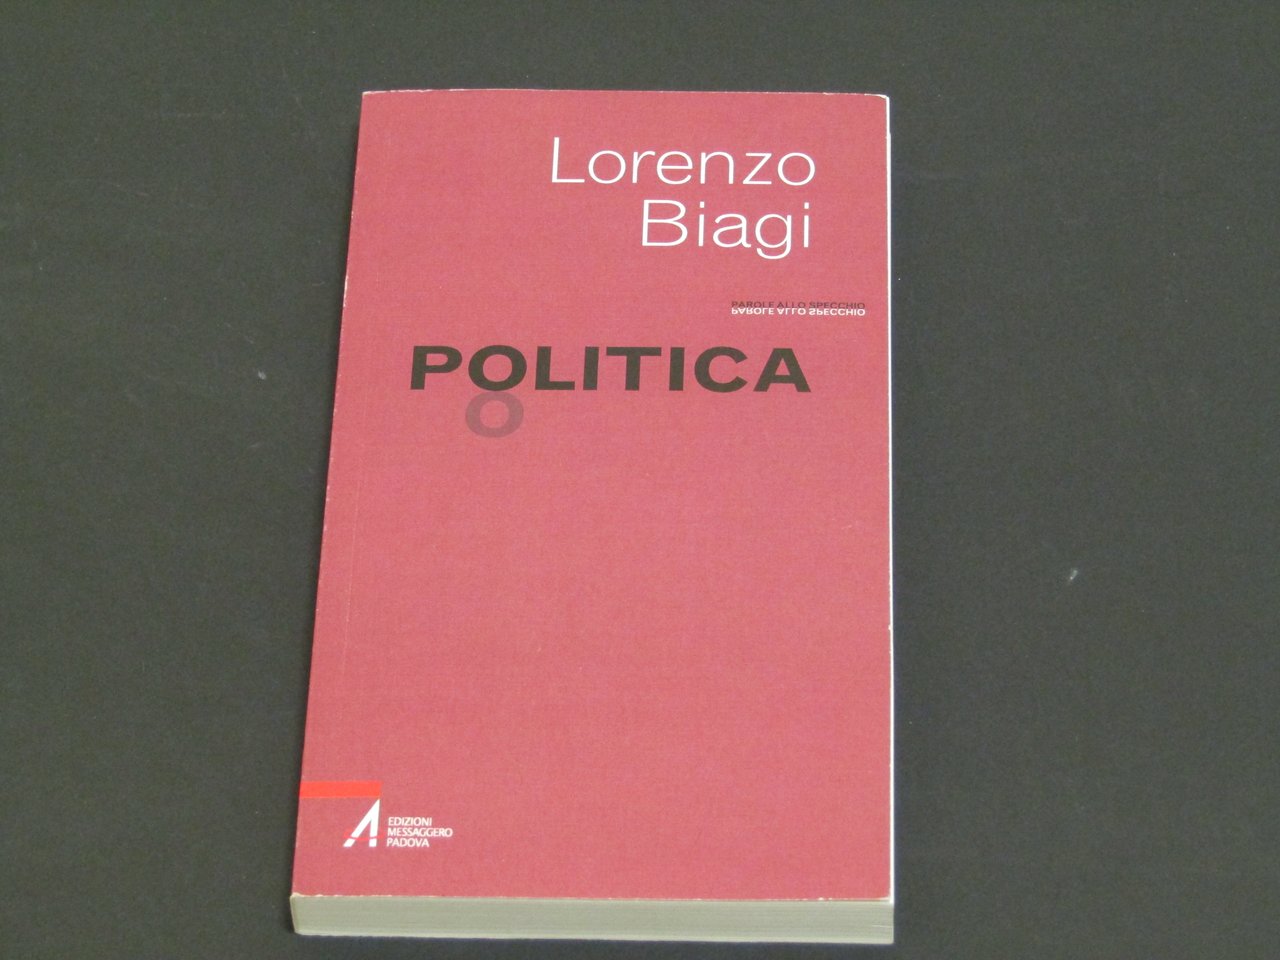 Lorenzo
Biagi
PAROLE ALLO SPECCHIO
PAROLE ALLO SPECCHIO
POLITICA
O
EDIZIONI
MESSAGGERO
PADOVA